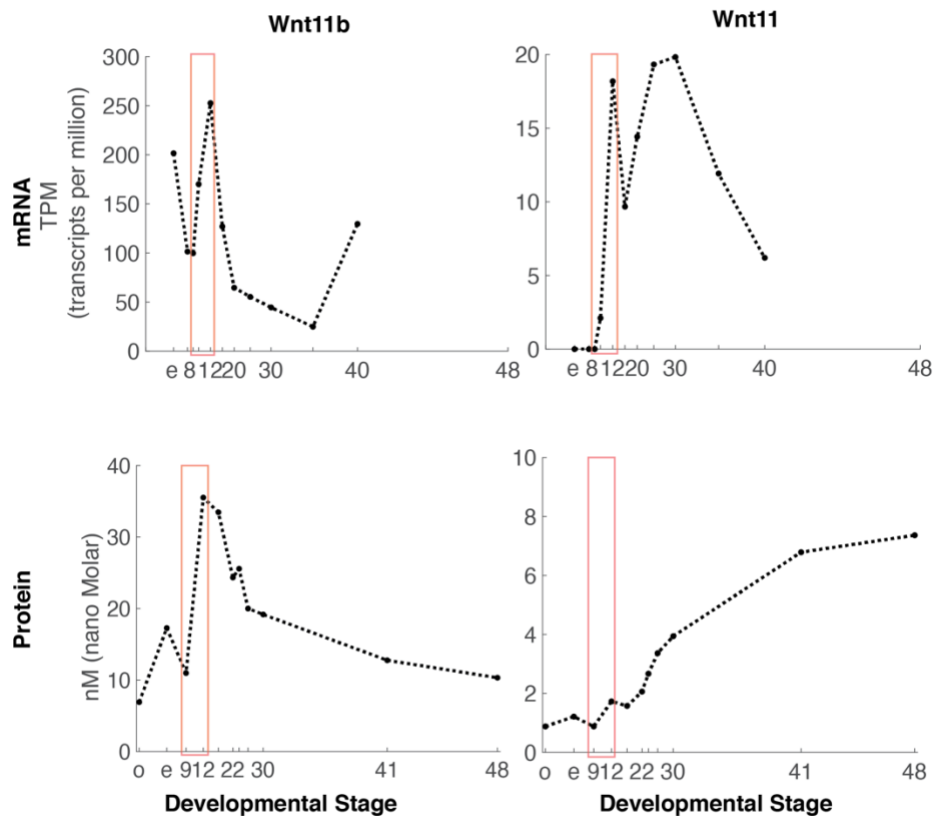 Wnt11b
Wnt11
mRNA
TPM
(transcripts per million)
300
250
200
150
100
50
0
e 8 12 20 30 40 48
20
15
10
5
0
e 8 12 20 30 40 48
Protein
nM (nano Molar)
40
30
20
10
0
o e 9 12 22 30 41 48
Developmental Stage
10
8
6
4
2
0
o e 9 12 22 30 41 48
Developmental Stage